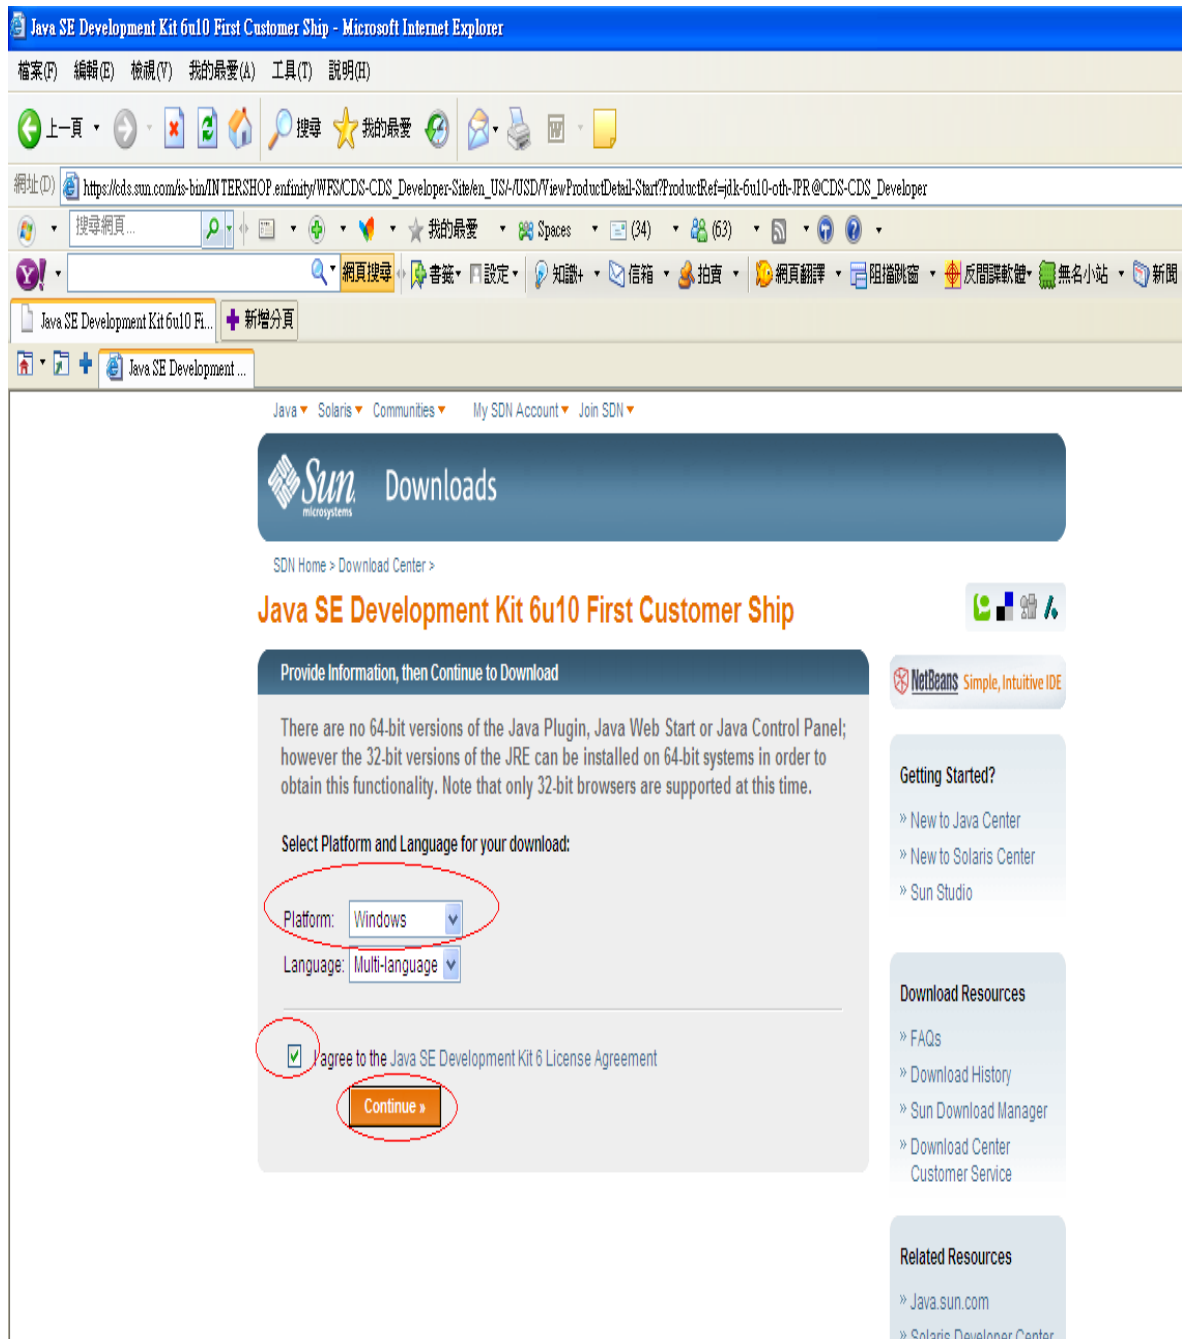 Java SE Development Kit 6u10 First Customer Ship - Microsoft Internet Explorer
檔案(F) 編輯(E) 檢視(V) 我的最愛(A) 工具(T) 說明(H)
上一頁 搜尋 我的最愛
網址(D) https://cds.sun.com/is-bin/INTERSHOP.enfinity/WFS/CDS-CDS_Developer-Site/en_US/-/USD/ViewProductDetail-Start?ProductRef=jdk-6u10-oth-JPR@CDS-CDS_Developer
搜尋網頁... 我的最愛 Spaces (34) (63)
Y! 網頁搜尋 書籤 設定 知識+ 信箱 拍賣 網頁翻譯 阻擋跳窗 反間諜軟體 無名小站 新聞
Java SE Development Kit 6u10 Fi... 新增分頁
Java SE Development ...
Java Solaris Communities My SDN Account Join SDN
Sun microsystems Downloads
SDN Home > Download Center >
Java SE Development Kit 6u10 First Customer Ship
Provide Information, then Continue to Download
There are no 64-bit versions of the Java Plugin, Java Web Start or Java Control Panel;
however the 32-bit versions of the JRE can be installed on 64-bit systems in order to
obtain this functionality. Note that only 32-bit browsers are supported at this time.
Select Platform and Language for your download:
Platform: Windows
Language: Multi-language
I agree to the Java SE Development Kit 6 License Agreement
Continue »
NetBeans Simple, Intuitive IDE
Getting Started?
» New to Java Center
» New to Solaris Center
» Sun Studio
Download Resources
» FAQs
» Download History
» Sun Download Manager
» Download Center
Customer Service
Related Resources
» Java.sun.com
» Solaris Developer Center